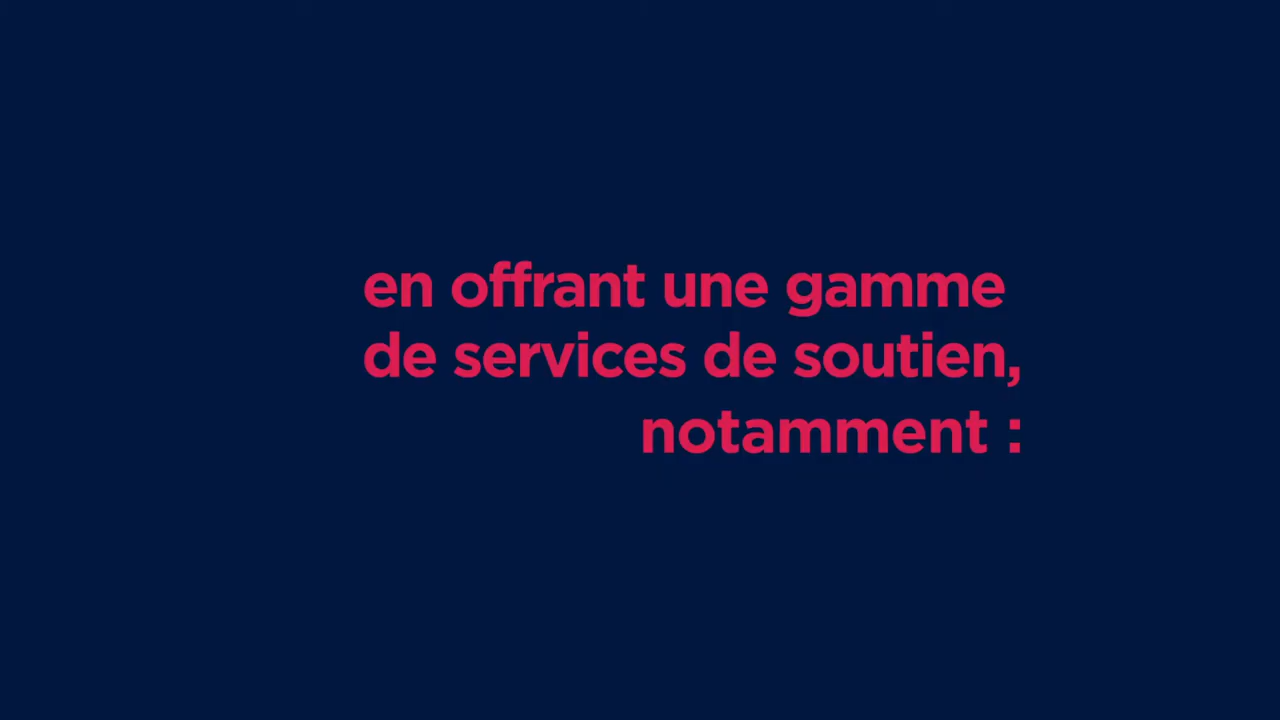 en offrant une gamme
de services de soutien,
notamment :